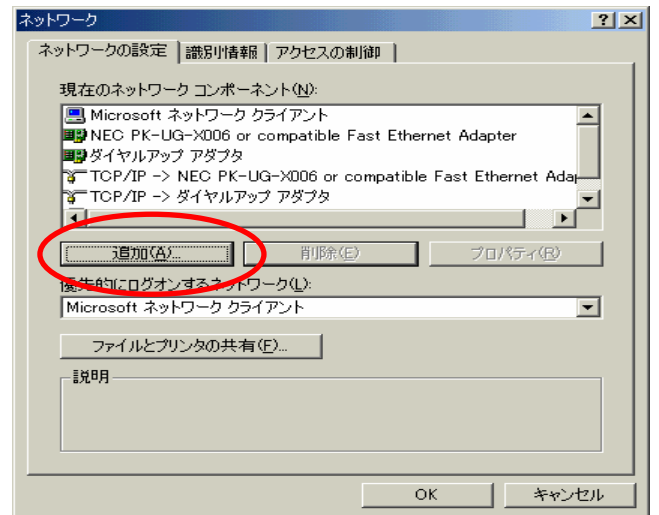 ネットワーク
ネットワークの設定 識別情報 アクセスの制御
現在のネットワーク コンポーネント(N):
Microsoft ネットワーク クライアント
NEC PK-UG-X006 or compatible Fast Ethernet Adapter
ダイヤルアップ アダプタ
TCP/IP -> NEC PK-UG-X006 or compatible Fast Ethernet Adap
TCP/IP -> ダイヤルアップ アダプタ
追加(A)... 削除(E) プロパティ(R)
優先的にログオンするネットワーク(L):
Microsoft ネットワーク クライアント
ファイルとプリンタの共有(F)...
説明
OK キャンセル